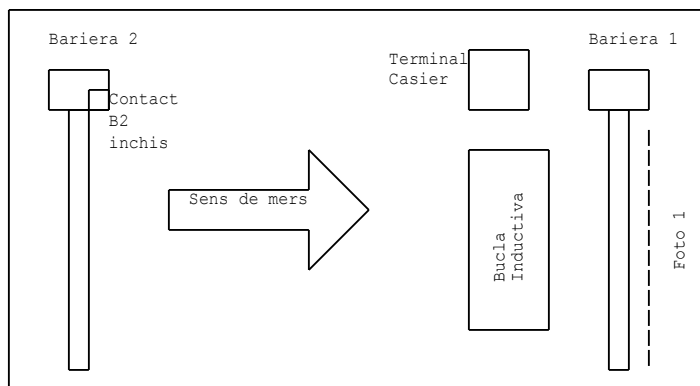 Bariera 2
Terminal
Casier
Bariera 1
Contact
B2
inchis
Sens de mers
Bucla
Inductiva
Foto 1